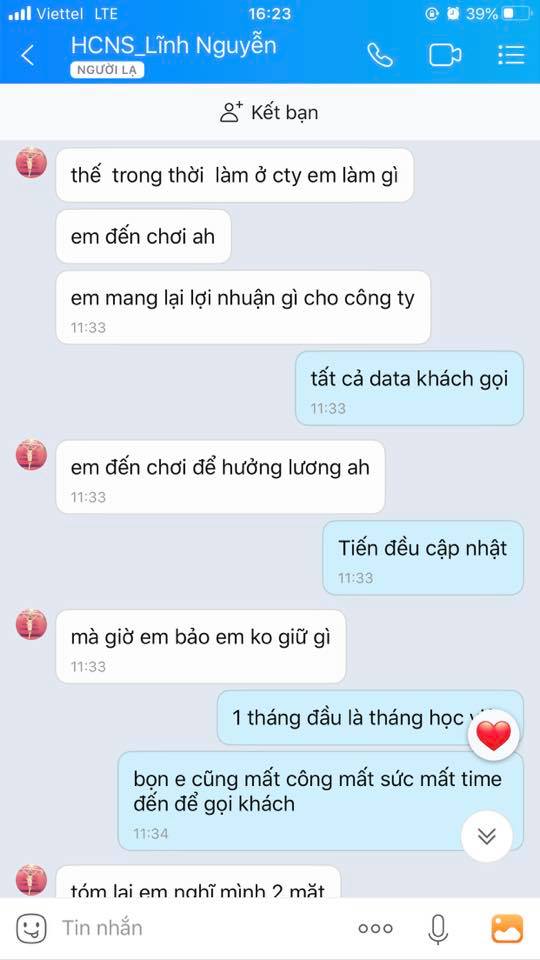 Viettel LTE 16:23 39%
HCNS_Lĩnh Nguyễn
NGƯỜI LẠ
Kết bạn
thế trong thời làm ở cty em làm gì
em đến chơi ah
em mang lại lợi nhuận gì cho công ty
11:33
tất cả data khách gọi
11:33
em đến chơi để hưởng lương ah
11:33
Tiến đều cập nhật
11:33
mà giờ em bảo em ko giữ gì
11:33
1 tháng đầu là tháng học
bọn e cũng mất công mất sức mất time
đến để gọi khách
11:34
tóm lại em nghĩ mình 2 mặt
Tin nhắn